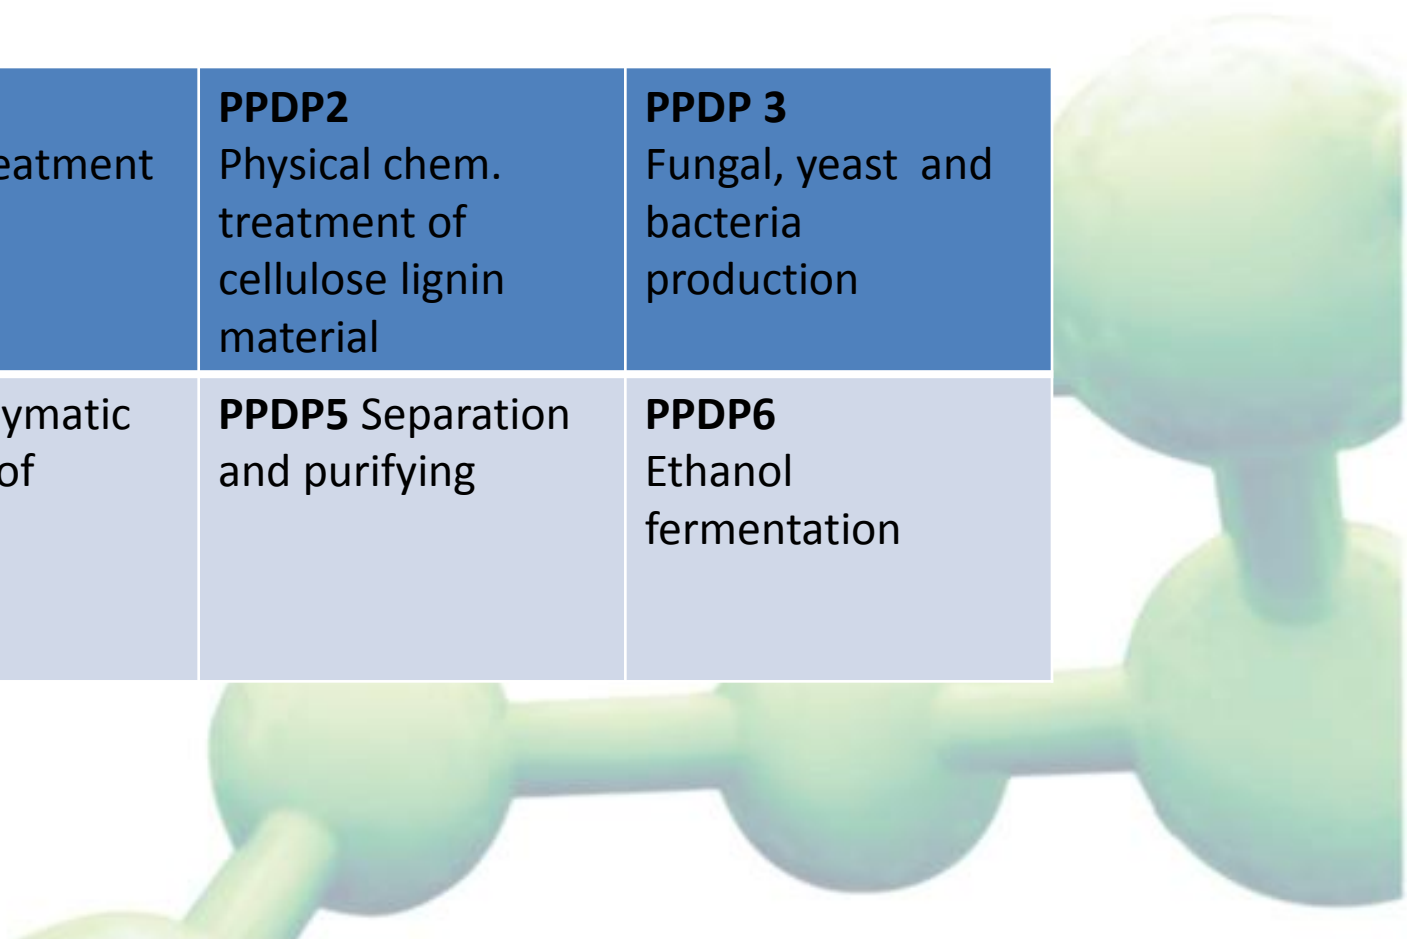 eatment
PPDP2
Physical chem.
treatment of
cellulose lignin
material
PPDP 3
Fungal, yeast and
bacteria
production
ymatic
of
PPDP5 Separation
and purifying
PPDP6
Ethanol
fermentation